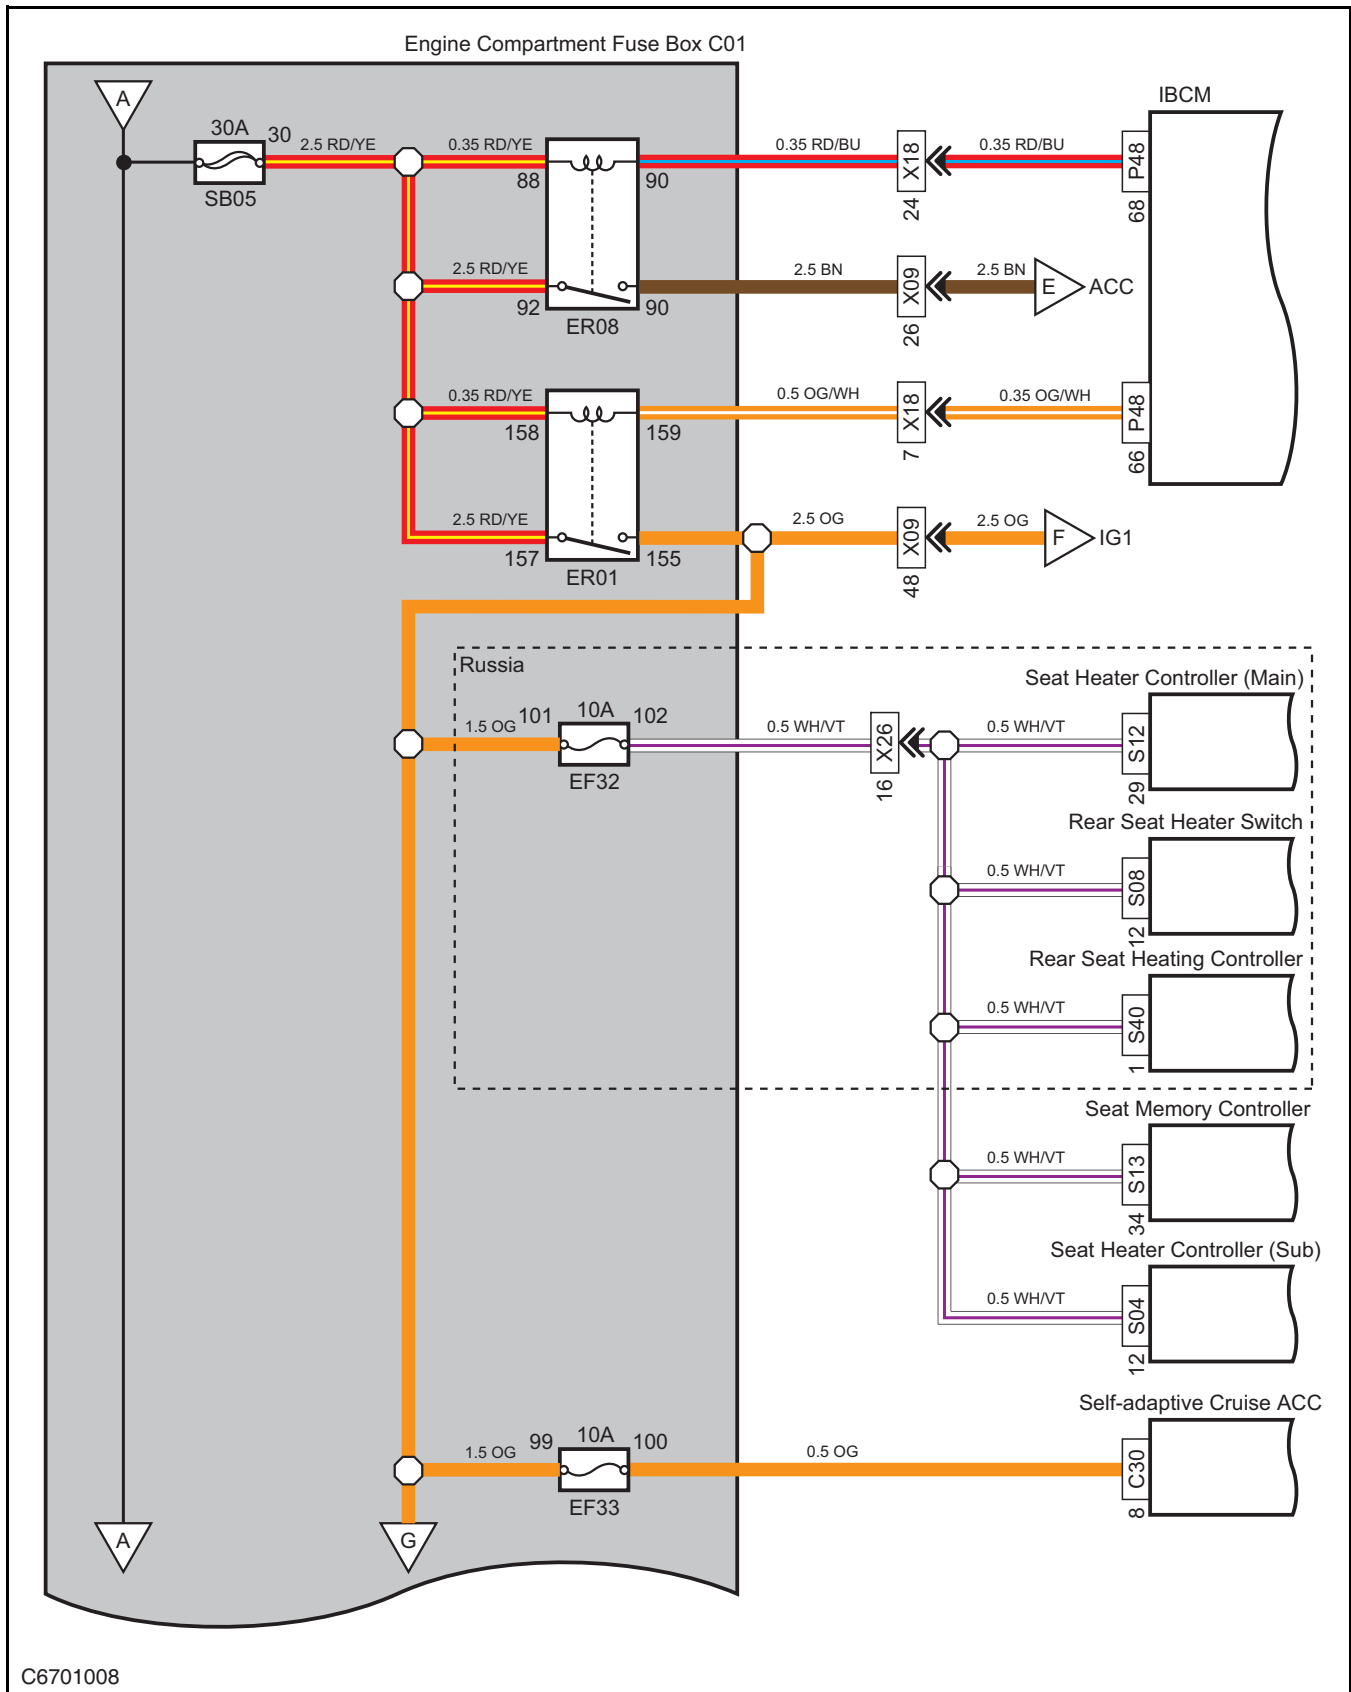 Engine Compartment Fuse Box C01
A
IBCM
30A
30
SB05
2.5 RD/YE
0.35 RD/YE
88
90
0.35 RD/BU
X18
24
0.35 RD/BU
P48
68
2.5 RD/YE
92
90
ER08
2.5 BN
X09
26
2.5 BN
E
ACC
0.35 RD/YE
158
159
0.5 OG/WH
X18
7
0.35 OG/WH
P48
66
2.5 RD/YE
157
155
ER01
2.5 OG
X09
48
2.5 OG
F
IG1
Russia
Seat Heater Controller (Main)
1.5 OG
101
10A
102
EF32
0.5 WH/VT
X26
16
0.5 WH/VT
S12
29
Rear Seat Heater Switch
0.5 WH/VT
S08
12
Rear Seat Heating Controller
0.5 WH/VT
S40
1
Seat Memory Controller
0.5 WH/VT
S13
34
Seat Heater Controller (Sub)
0.5 WH/VT
S04
12
Self-adaptive Cruise ACC
1.5 OG
99
10A
100
EF33
0.5 OG
C30
8
A
G
C6701008